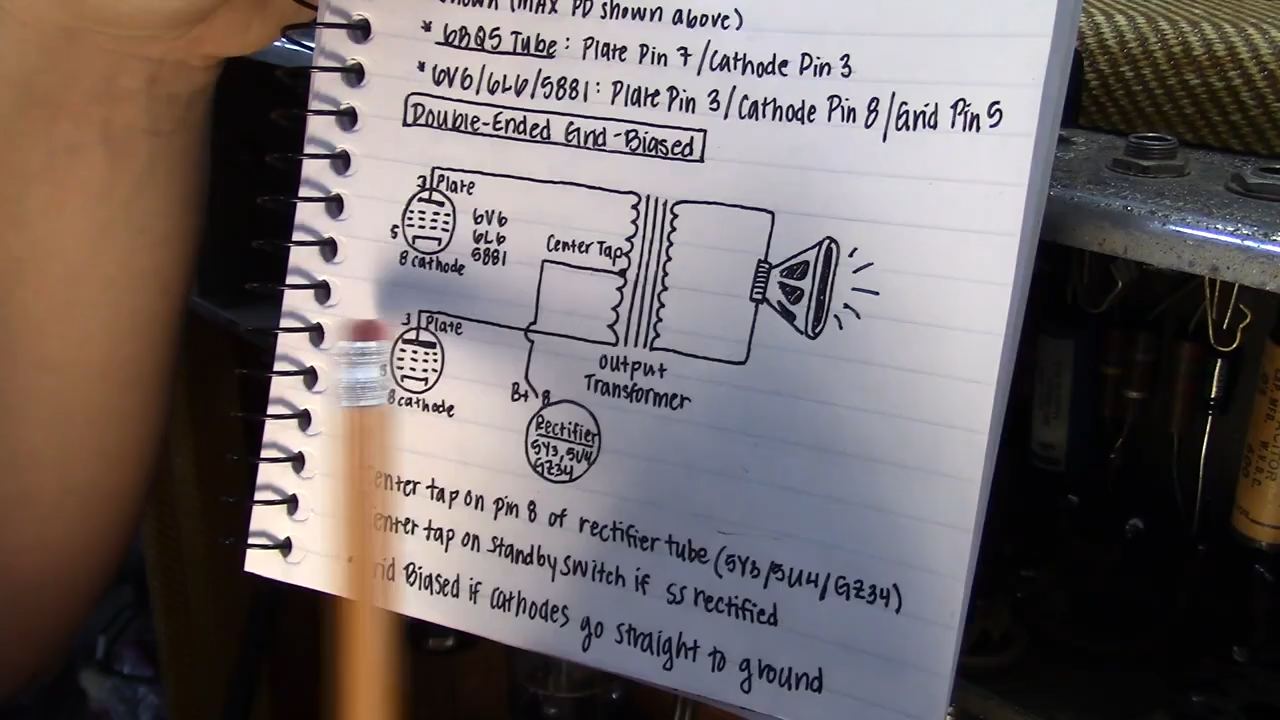 (MAX PD shown above)
* 6BQ5 Tube: Plate Pin 7/Cathode Pin 3
* 6V6/6L6/5881: Plate Pin 3/Cathode Pin 8/Grid Pin 5
Double-Ended Grid-Biased
3 Plate
6V6
5
6L6
5881
8 cathode
Center Tap
3 Plate
8 cathode
Output
Transformer
B+ 8
Rectifier
5Y3, 5U4
GZ34
tap on pin 8 of rectifier tube (5Y3/5U4/GZ34)
tap on standby switch if ss rectified
Biased if cathodes go straight to ground